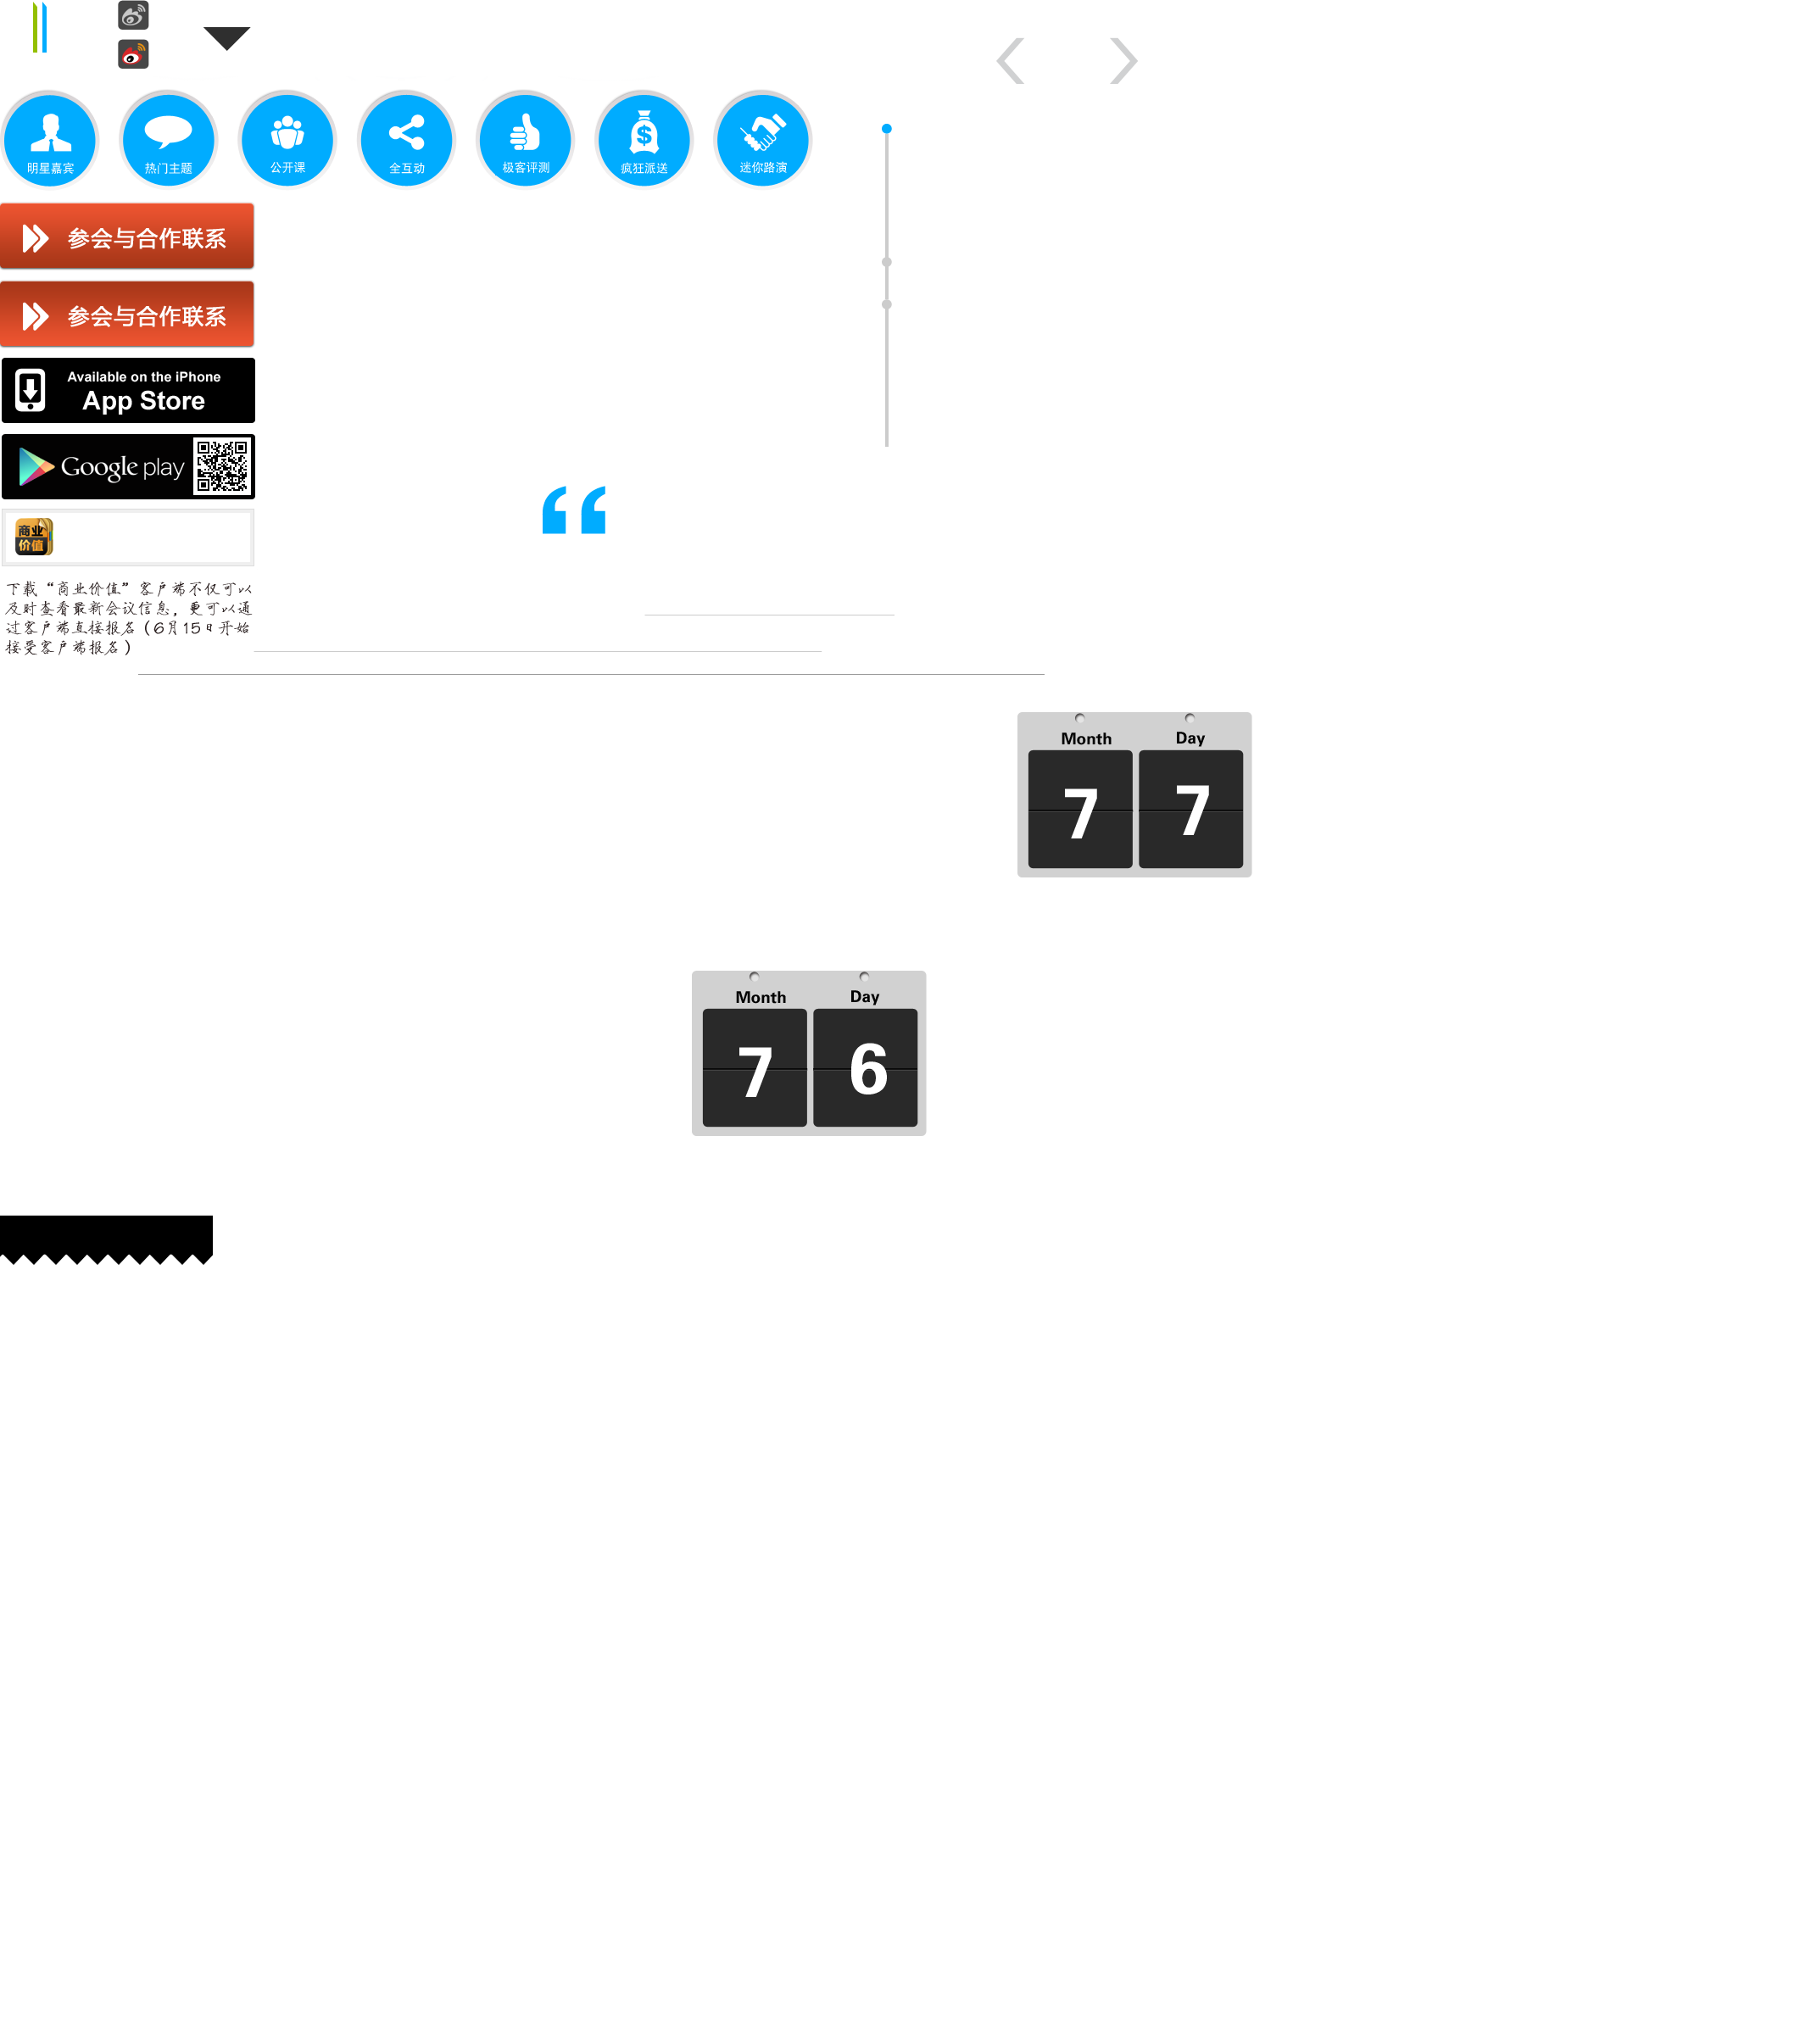 明星嘉宾
热门主题
公开课
全互动
极客评测
疯狂派送
迷你路演
参会与合作联系
参会与合作联系
Available on the iPhone
App Store
Google play
商业
价值
下载“商业价值”客户端不仅可以
及时查看最新会议信息，更可以通
过客户端直接报名（6月15日开始
接受客户端报名）
Month Day
7 7
Month Day
7 6